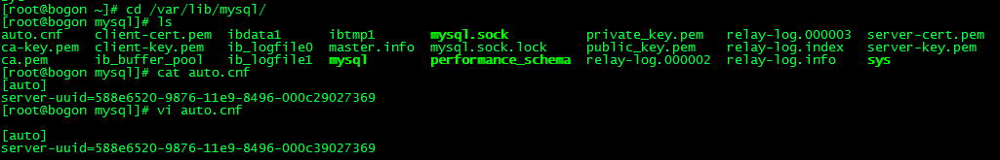 [root@bogon ~]# cd /var/lib/mysql/
[root@bogon mysql]# ls
auto.cnf client-cert.pem ibdata1 ibtmp1 mysql.sock private_key.pem relay-log.000003 server-cert.pem
ca-key.pem client-key.pem ib_logfile0 master.info mysql.sock.lock public_key.pem relay-log.index server-key.pem
ca.pem ib_buffer_pool ib_logfile1 mysql performance_schema relay-log.000002 relay-log.info sys
[root@bogon mysql]# cat auto.cnf
[auto]
server-uuid=588e6520-9876-11e9-8496-000c29027369
[root@bogon mysql]# vi auto.cnf
[auto]
server-uuid=588e6520-9876-11e9-8496-000c39027369